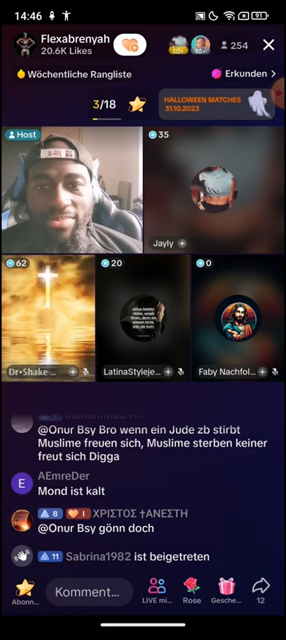 14:46
91
Flexabrenyah
20.6K Likes
254
Wöchentliche Rangliste
Erkunden >
3/18
HALLOWEEN MATCHES
31.10.2023
Host
35
Jayly
62
20
0
Dr•Shake ...
LatinaStyleje...
Faby Nachfol...
@Onur Bsy Bro wenn ein Jude zb stirbt
Muslime freuen sich, Muslime sterben keiner
freut sich Digga
E
AEmreDer
Mond ist kalt
8
1
ΧΡΙΣΤΟΣ †ΑΝΕΣΤΗ
@Onur Bsy gönn doch
11
Sabrina1982 ist beigetreten
Abonn...
Komment...
LIVE mi...
Rose
Gesche...
12